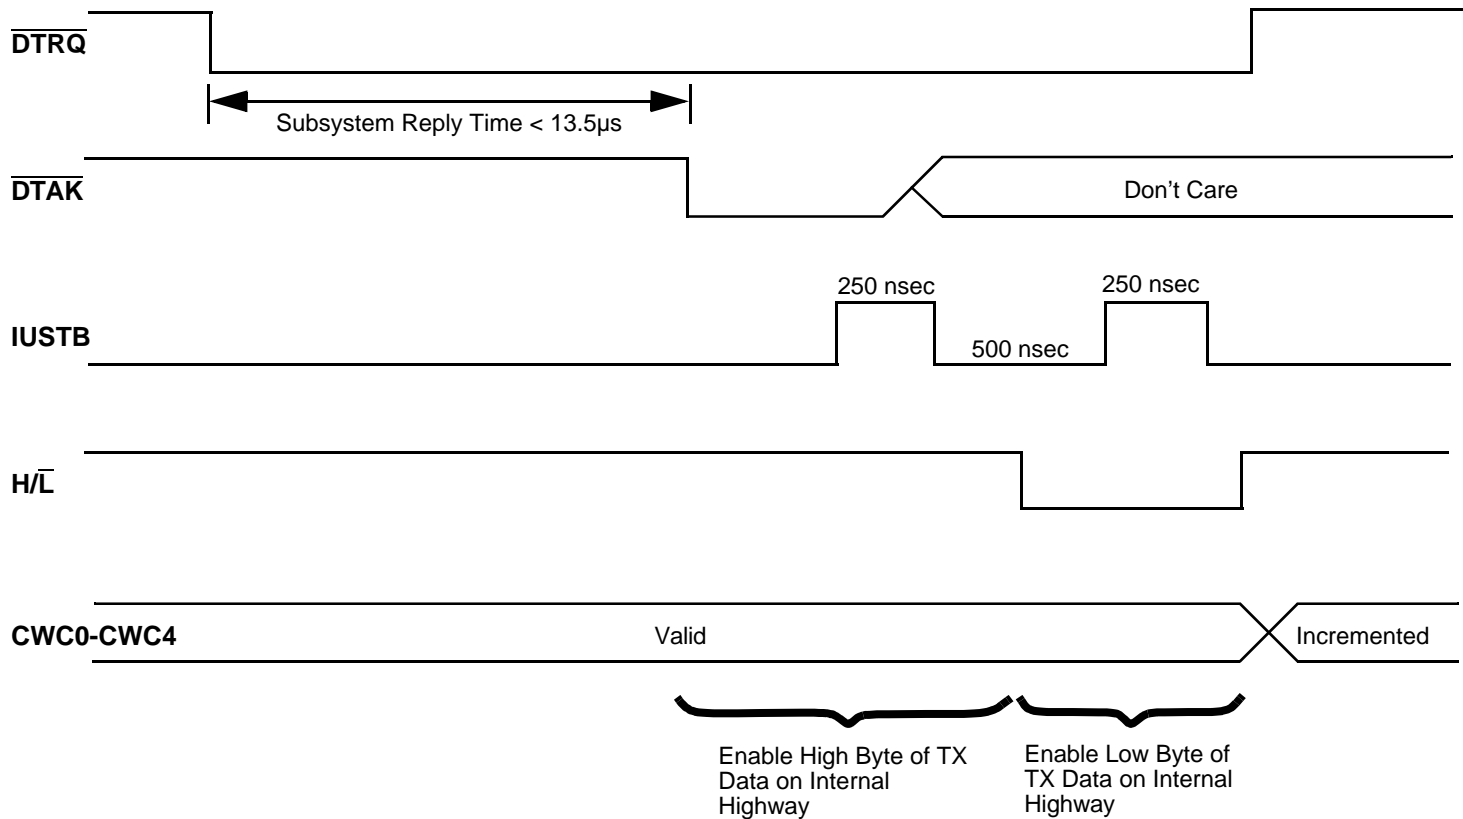 DTRQ
Subsystem Reply Time < 13.5µs
DTAK
Don't Care
250 nsec
250 nsec
IUSTB
500 nsec
H/L
CWC0-CWC4
Valid
Incremented
Enable High Byte of TX
Data on Internal
Highway
Enable Low Byte of
TX Data on Internal
Highway